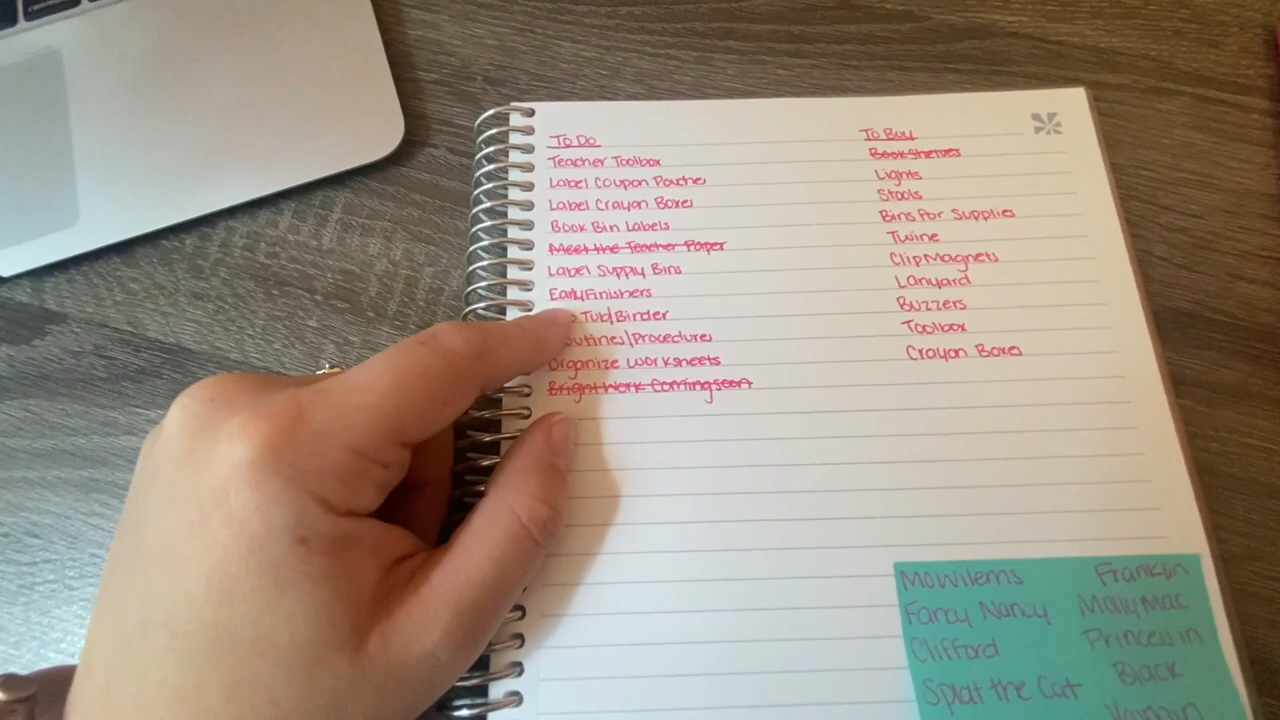 To Do
Teacher Toolbox
Label Coupon Pouches
Label Crayon Boxes
Book Bin Labels
Meet the Teacher Paper
Label Supply Bins
Early Finishers
Tub/Binder
Routines/Procedures
Organize Worksheets
Bright Work Coming soon
To Buy
Bookshelves
Lights
Stools
Bins for Supplies
Twine
Clip Magnets
Lanyard
Buzzers
Toolbox
Crayon Boxes
Mo Wilems
Fancy Nancy
Clifford
Splat the Cat
Franklin
Molly Mac
Princess in
Black